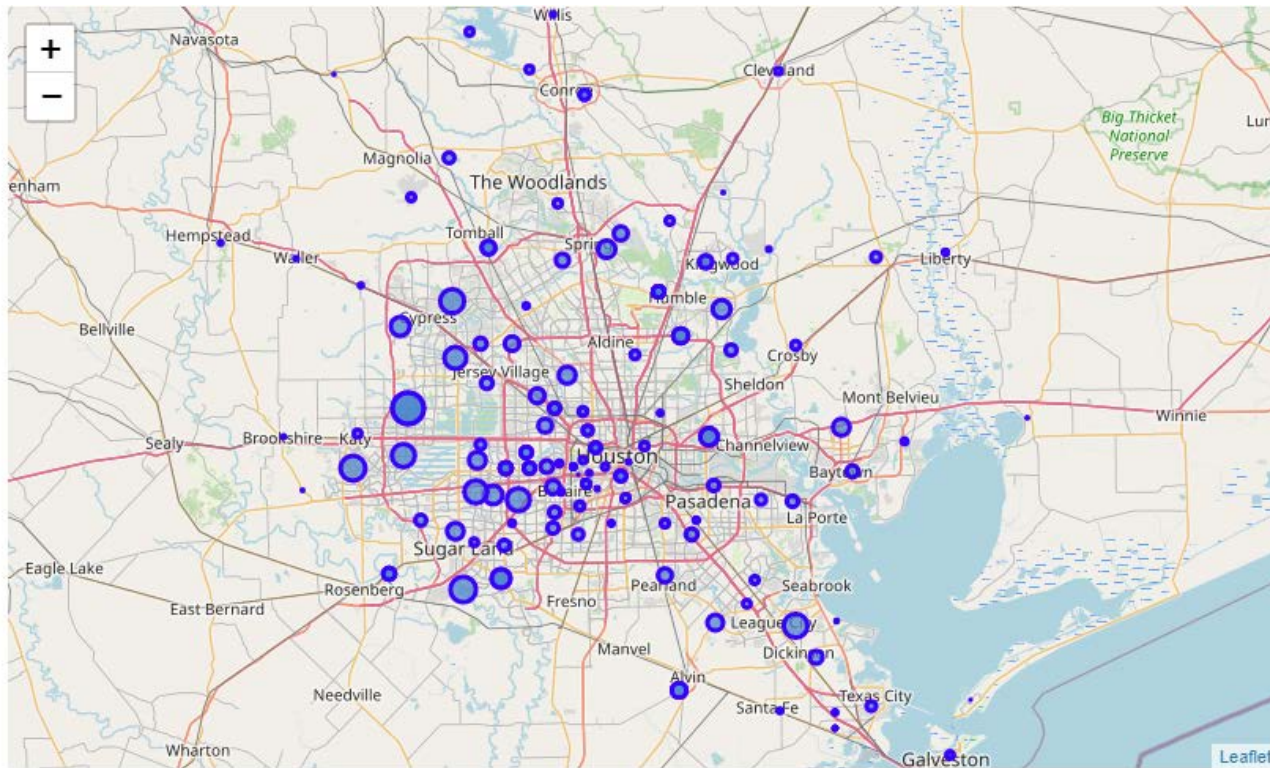 Willis
Navasota
+
−
Cleveland
Conroe
Big Thicket
National
Preserve
Lur
Magnolia
enham
The Woodlands
Hempstead
Tomball
Spring
Waller
Kingwood
Liberty
Humble
Cypress
Bellville
Aldine
Crosby
Jersey Village
Sheldon
Mont Belvieu
Winnie
Sealy
Brookshire
Katy
Channelview
Houston
Baytown
Bellaire
Pasadena
La Porte
Sugar Land
Eagle Lake
Rosenberg
Pearland
Seabrook
East Bernard
Fresno
League City
Manvel
Dickinson
Alvin
Needville
Santa Fe
Texas City
Wharton
Galveston
Leaflet